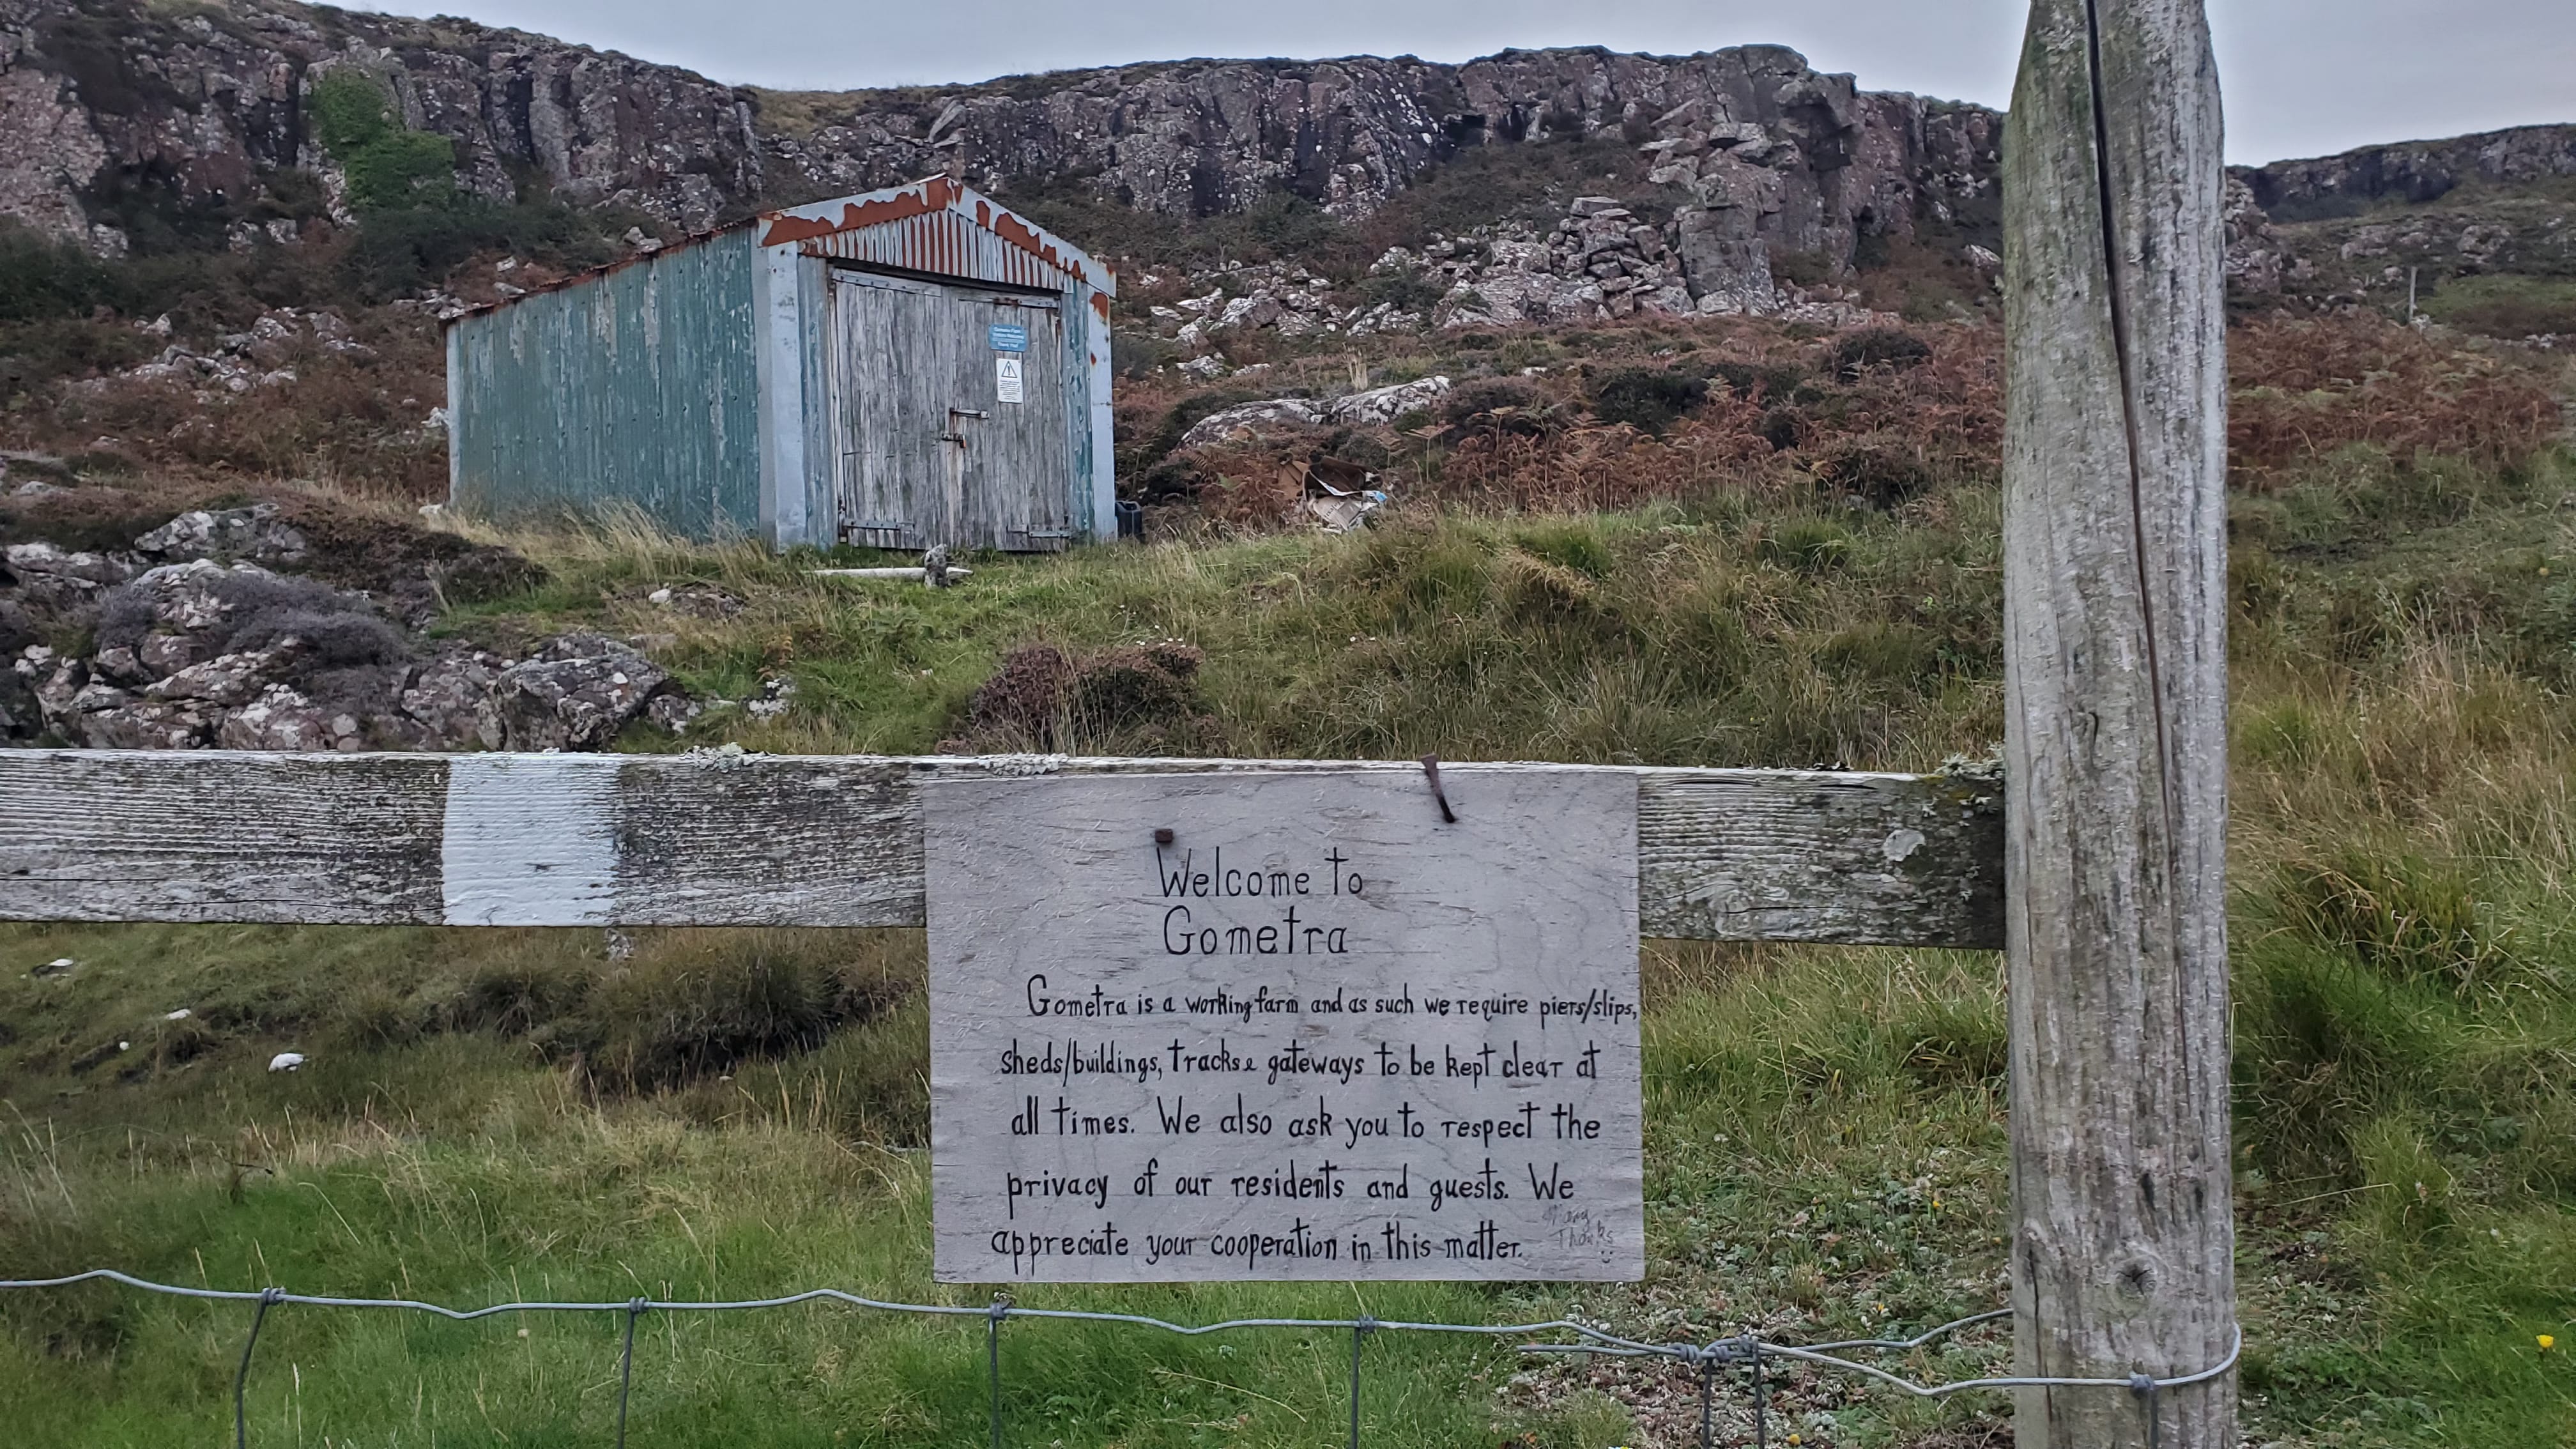 Welcome to
Gometra
Gometra is a working farm and as such we require piers/slips,
sheds/buildings, tracks & gateways to be kept clear at
all times. We also ask you to respect the
privacy of our residents and guests. We
appreciate your cooperation in this matter.
Many
Thanks